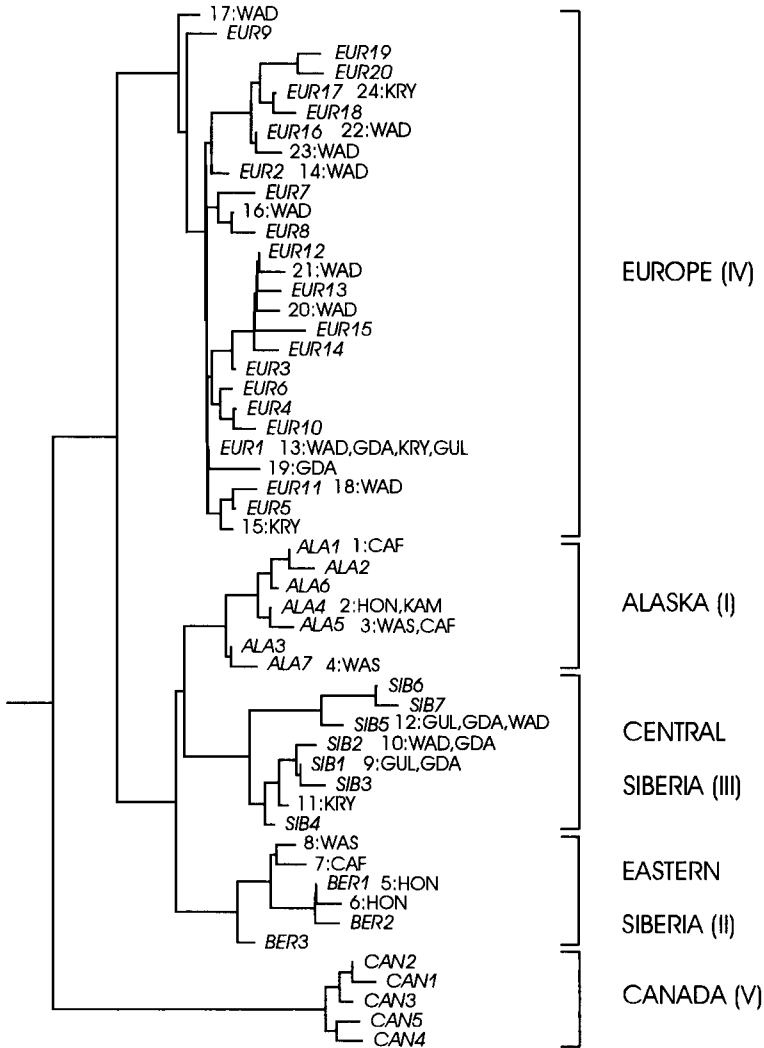 17:WAD
EUR9
EUR19
EUR20
EUR17 24:KRY
EUR18
EUR16 22:WAD
23:WAD
EUR2 14:WAD
EUR7
16:WAD
EUR8
EUR12
21:WAD
EUR13
20:WAD
EUR15
EUR14
EUR3
EUR6
EUR4
EUR10
EUR1 13:WAD,GDA,KRY,GUL
19:GDA
EUR11 18:WAD
EUR5
15:KRY
EUROPE (IV)
ALA1 1:CAF
ALA2
ALA6
ALA4 2:HON,KAM
ALA5 3:WAS,CAF
ALA3
ALA7 4:WAS
ALASKA (I)
SIB6
SIB7
SIB5 12:GUL,GDA,WAD
SIB2 10:WAD,GDA
SIB1 9:GUL,GDA
SIB3
11:KRY
SIB4
CENTRAL
SIBERIA (III)
8:WAS
7:CAF
BER1 5:HON
6:HON
BER2
BER3
EASTERN
SIBERIA (II)
CAN2
CAN1
CAN3
CAN5
CAN4
CANADA (V)